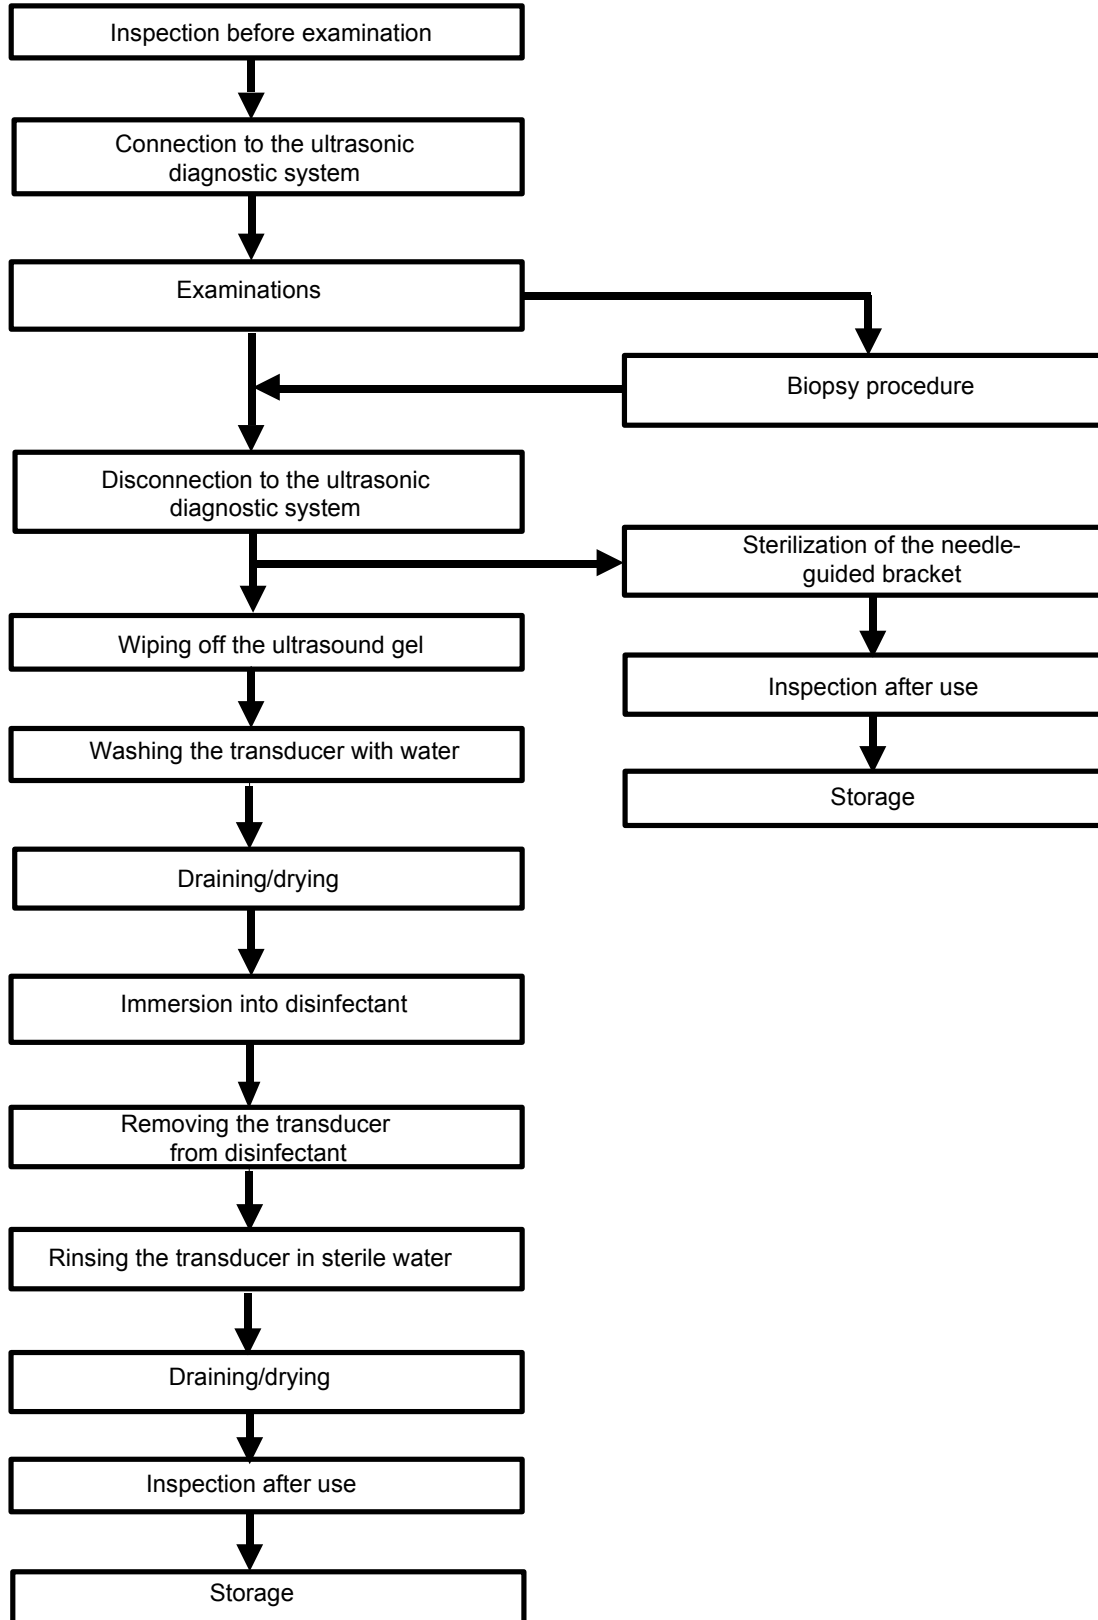 Inspection before examination
Connection to the ultrasonic
diagnostic system
Examinations
Biopsy procedure
Disconnection to the ultrasonic
diagnostic system
Sterilization of the needle-
guided bracket
Wiping off the ultrasound gel
Inspection after use
Washing the transducer with water
Storage
Draining/drying
Immersion into disinfectant
Removing the transducer
from disinfectant
Rinsing the transducer in sterile water
Draining/drying
Inspection after use
Storage